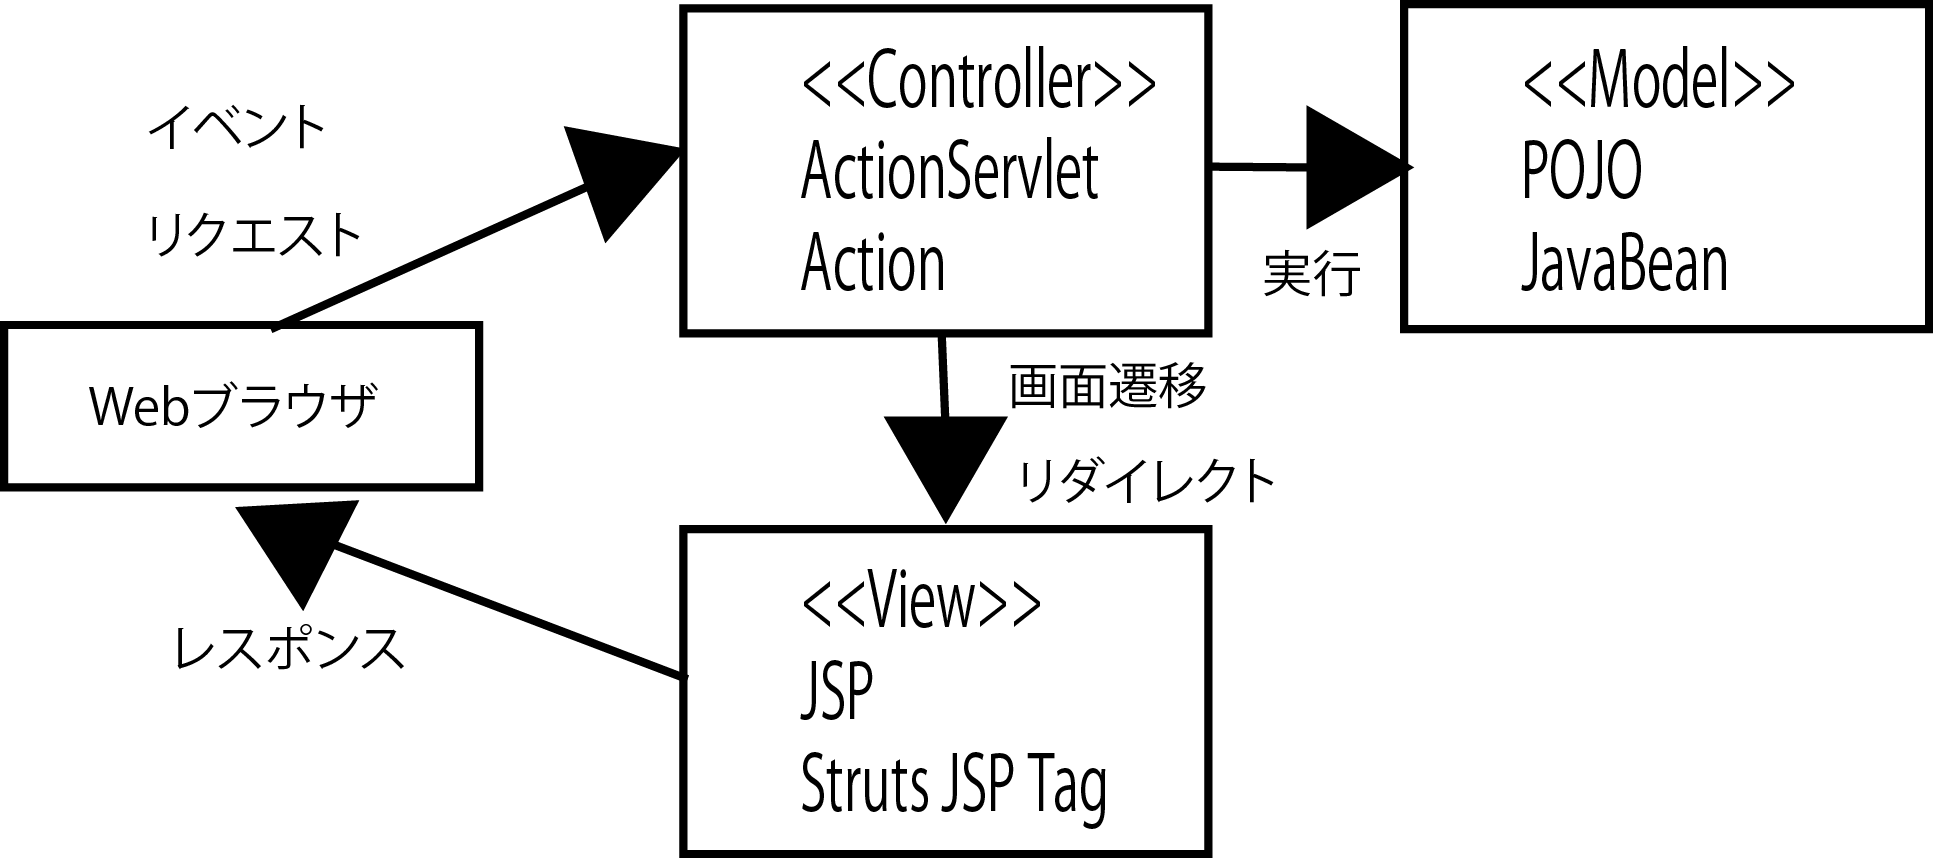 イベント
リクエスト
Webブラウザ
レスポンス
<<Controller>>
ActionServlet
Action
実行
<<Model>>
POJO
JavaBean
画面遷移
リダイレクト
<<View>>
JSP
Struts JSP Tag